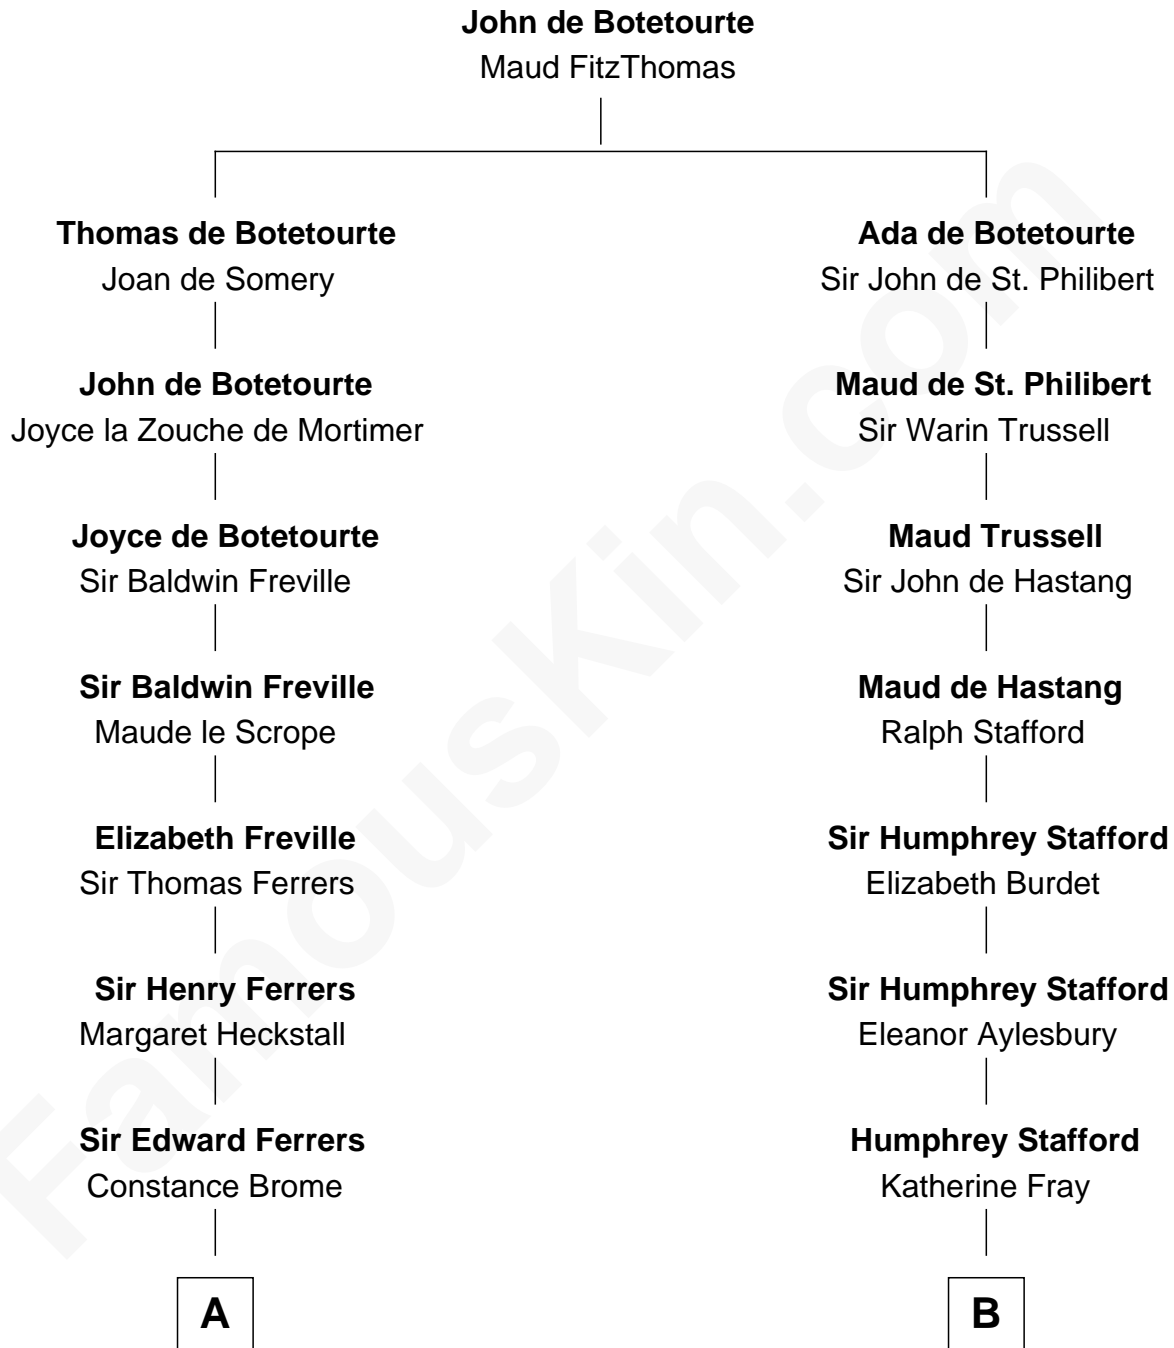 John de Botetourte
Maud FitzThomas
Thomas de Botetourte
Joan de Somery
Ada de Botetourte
Sir John de St. Philibert
John de Botetourte
Joyce la Zouche de Mortimer
Maud de St. Philibert
Sir Warin Trussell
Joyce de Botetourte
Sir Baldwin Freville
Maud Trussell
Sir John de Hastang
Sir Baldwin Freville
Maude le Scrope
Maud de Hastang
Ralph Stafford
Elizabeth Freville
Sir Thomas Ferrers
Sir Humphrey Stafford
Elizabeth Burdet
Sir Henry Ferrers
Margaret Heckstall
Sir Humphrey Stafford
Eleanor Aylesbury
Sir Edward Ferrers
Constance Brome
Humphrey Stafford
Katherine Fray
A
B
FamousKin.com